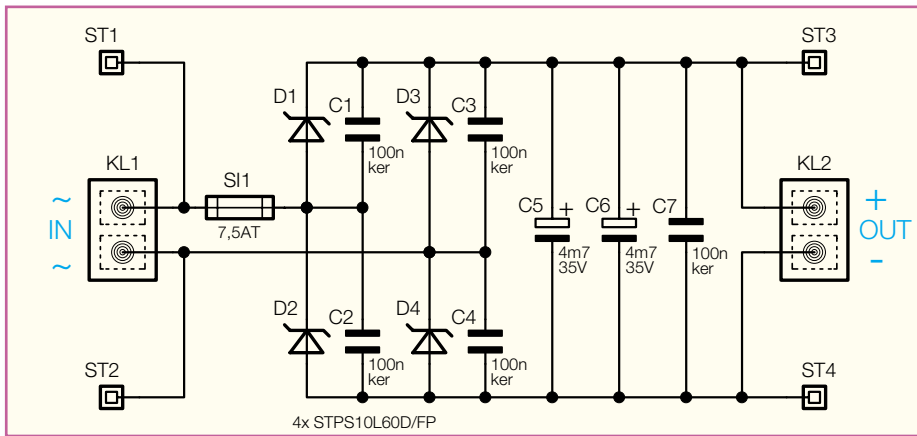 ST1
ST3
D1
C1
D3
C3
100n
ker
100n
ker
KL1
SI1
7,5AT
KL2
~
IN
~
C5
+
4m7
35V
C6
+
4m7
35V
C7
100n
ker
+
OUT
-
D2
C2
D4
C4
100n
ker
100n
ker
ST2
ST4
4x STPS10L60D/FP